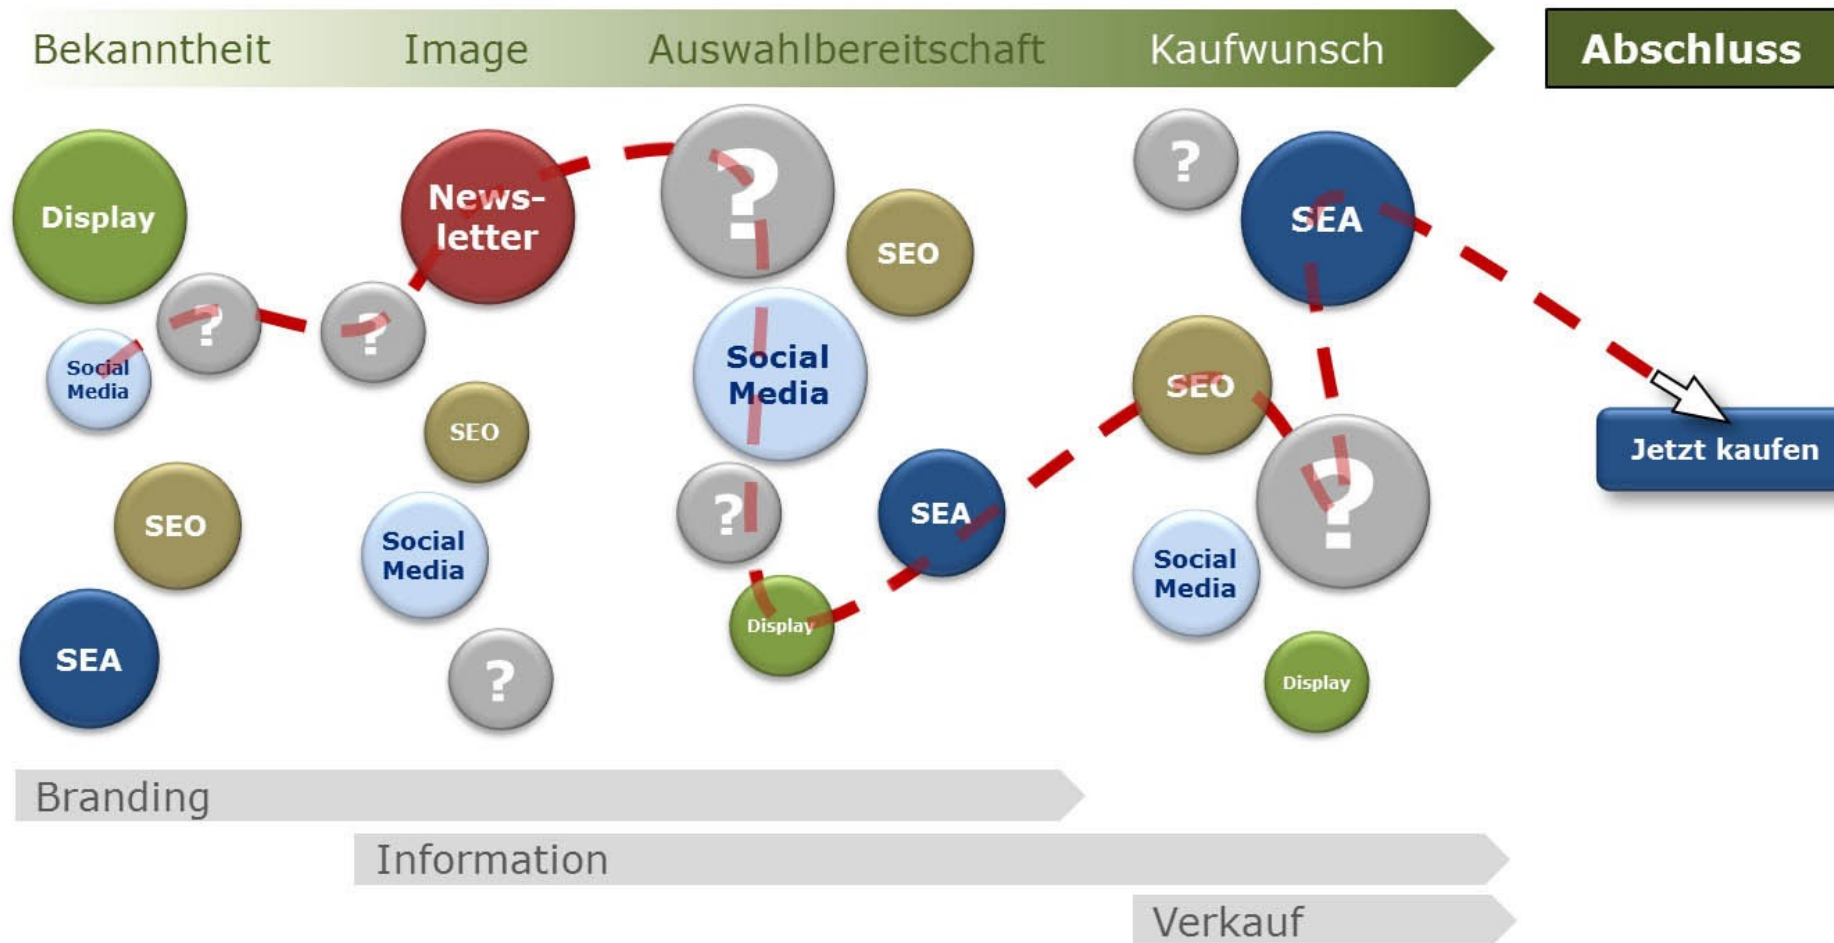 Bekanntheit
Image
Auswahlbereitschaft
Kaufwunsch
Abschluss
Display
?
Social
Media
SEO
SEA
News-
letter
?
SEO
Social
Media
?
?
SEO
Social
Media
?
SEA
Display
?
SEA
SEO
?
Social
Media
Display
Jetzt kaufen
Branding
Information
Verkauf